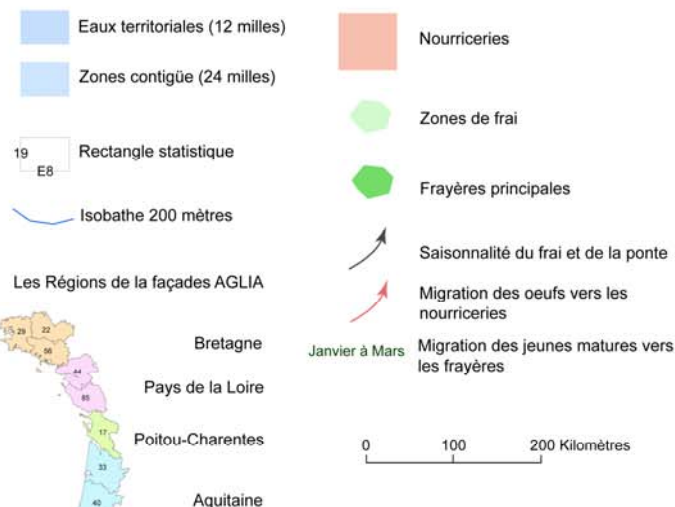 Eaux territoriales (12 milles)
Zones contigüe (24 milles)
19
E8
Rectangle statistique
Isobathe 200 mètres
Les Régions de la façades AGLIA
29
22
56
Bretagne
44
85
Pays de la Loire
17
Poitou-Charentes
33
40
Aquitaine
Nourriceries
Zones de frai
Frayères principales
Saisonnalité du frai et de la ponte
Migration des oeufs vers les
nourriceries
Janvier à Mars
Migration des jeunes matures vers
les frayères
0
100
200 Kilomètres